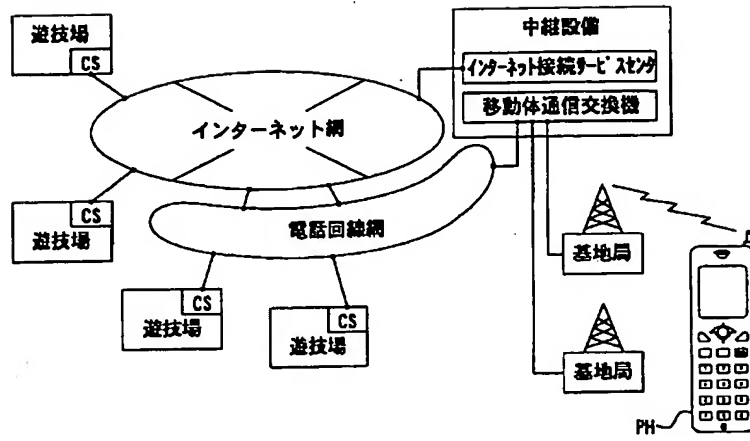 遊技場
CS
中継設備
インターネット接続サービスセンタ
移動体通信交換機
インターネット網
CS
遊技場
電話回線網
基地局
CS
遊技場
CS
遊技場
基地局
PH